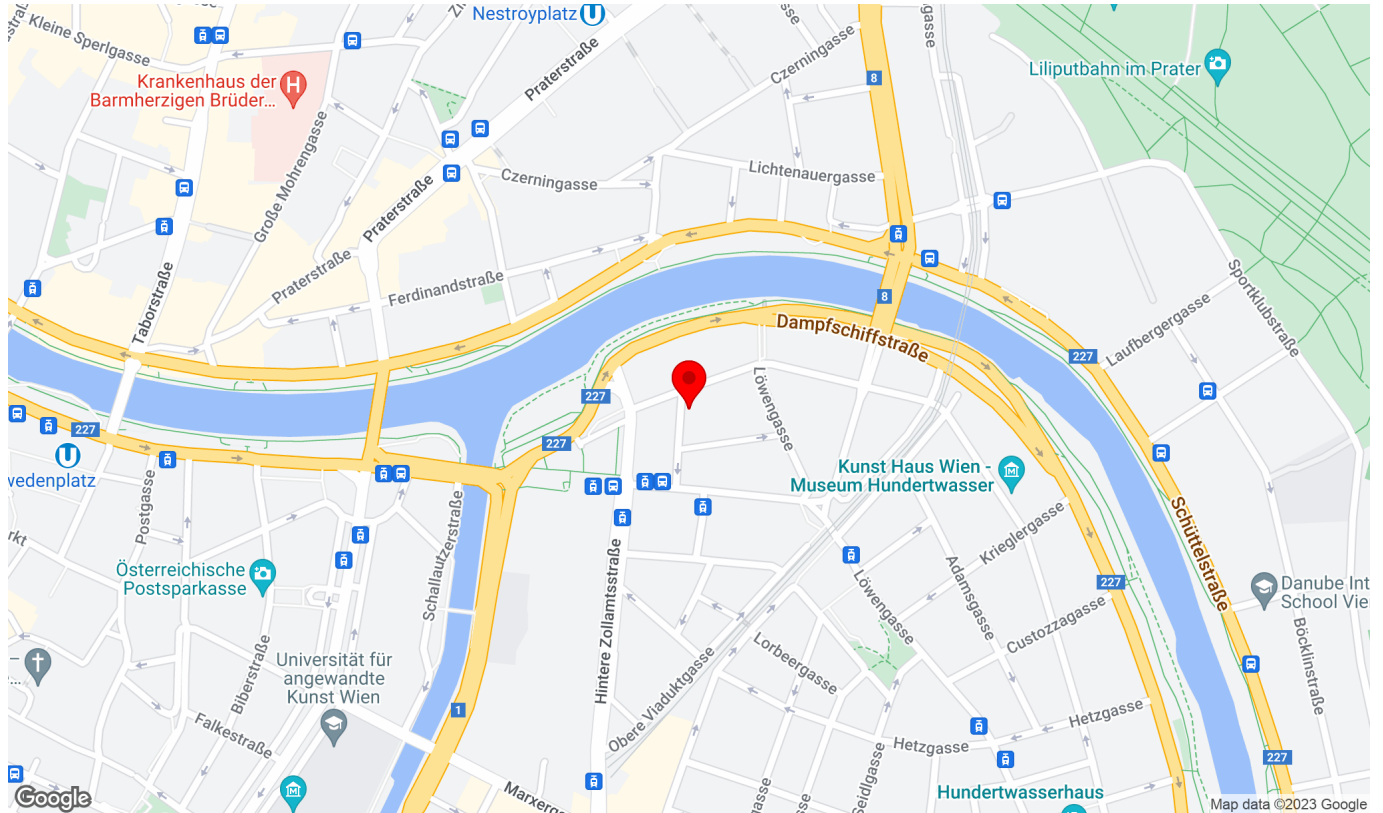 Nestroyplatz
Kleine Sperlgasse
Praterstraße
Czerningasse
8
Liliputbahn im Prater
Krankenhaus der
Barmherzigen Brüder...
H
Große Mohrengasse
Czerningasse
Lichtenauergasse
Praterstraße
Taborstraße
Praterstraße
Ferdinandstraße
8
Sportklubstraße
Dampfschiffstraße
Laufbergergasse
227
227
Löwengasse
227
227
wedenplatz
Kunst Haus Wien -
Museum Hundertwasser
Postgasse
Schallautzerstraße
Krieglergasse
Schüttelstraße
Österreichische
Postsparkasse
Hintere Zollamtsstraße
Löwengasse
Adamsgasse
227
Danube Int
School Vie
Custozzagasse
Böcklinstraße
Biberstraße
Universität für
angewandte
Kunst Wien
Lorbeergasse
Obere Viaduktgasse
1
Falkestraße
Hetzgasse
Hetzgasse
227
Seidlgasse
Marxerg
Hundertwasserhaus
Google
Map data ©2023 Google